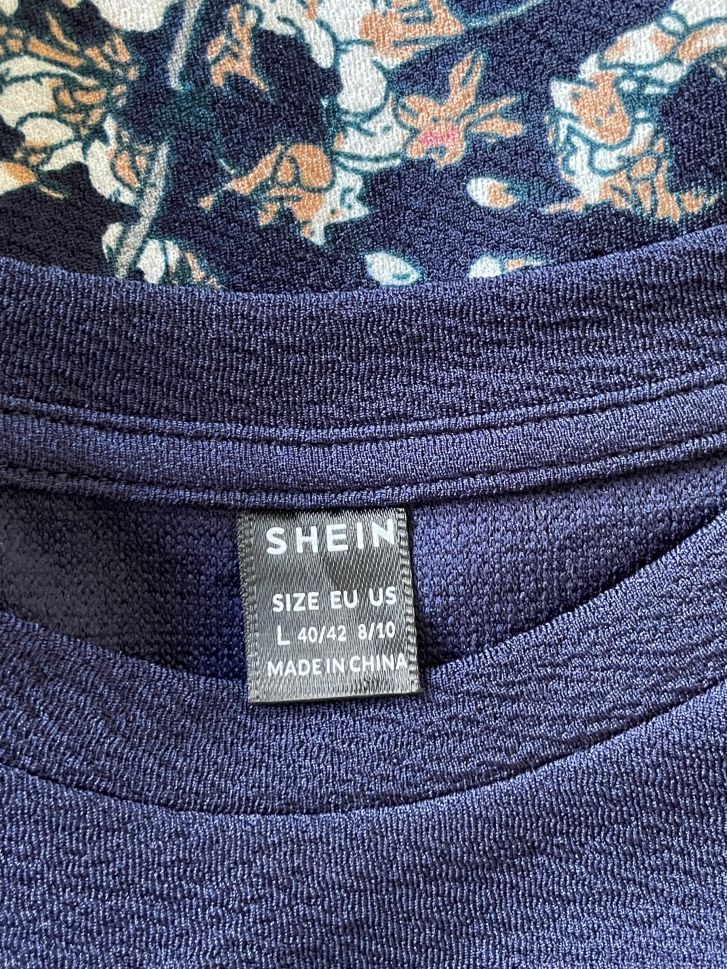 SHEIN
SIZE EU US
L 40/42 8/10
MADE IN CHINA